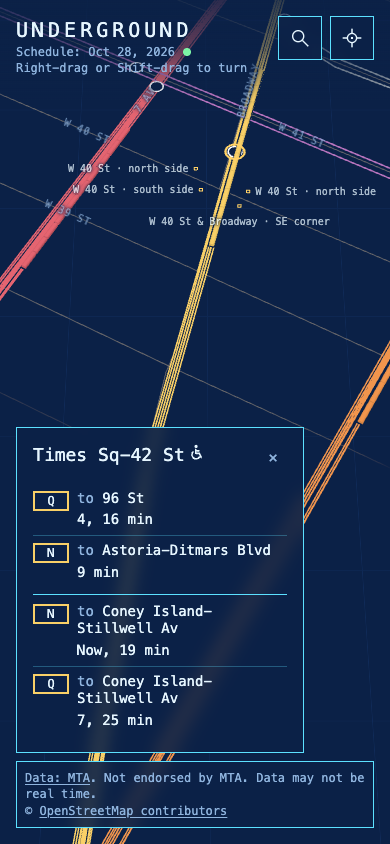 UNDERGROUND
Schedule: Oct 28, 2026
Right-drag or Shift-drag to turn
7 AV
BROADWAY
W 40 ST
W 41 ST
W 40 St · north side
W 40 St · south side
W 40 St · north side
W 39 ST
W 40 St & Broadway · SE corner
Times Sq-42 St
×
Q to 96 St
4, 16 min
N to Astoria-Ditmars Blvd
9 min
N to Coney Island-
Stillwell Av
Now, 19 min
Q to Coney Island-
Stillwell Av
7, 25 min
Data: MTA. Not endorsed by MTA. Data may not be
real time.
© OpenStreetMap contributors